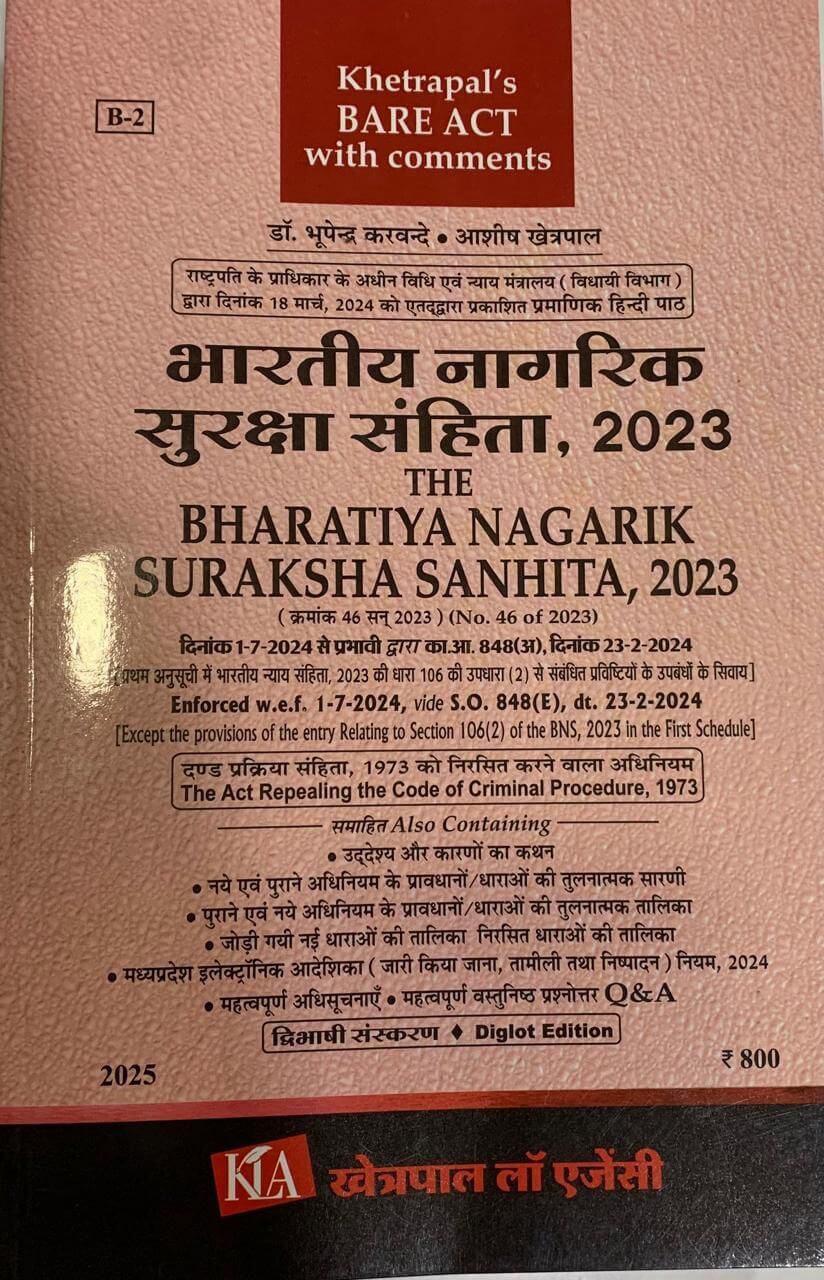 Khetrapal's
BARE ACT
with comments
B-2
डॉ. भूपेन्द्र करवन्दे • आशीष खेत्रपाल
राष्ट्रपति के प्राधिकार के अधीन विधि एवं न्याय मंत्रालय ( विधायी विभाग )
द्वारा दिनांक 18 मार्च, 2024 को एतद्द्वारा प्रकाशित प्रमाणिक हिन्दी पाठ
भारतीय नागरिक
सुरक्षा संहिता, 2023
THE
BHARATIYA NAGARIK
SURAKSHA SANHITA, 2023
( क्रमांक 46 सन् 2023 ) (No. 46 of 2023)
दिनांक 1-7-2024 से प्रभावी द्वारा का.आ. 848(अ), दिनांक 23-2-2024
[प्रथम अनुसूची में भारतीय न्याय संहिता, 2023 की धारा 106 की उपधारा (2) से संबंधित प्रविष्टियों के उपबंधों के सिवाय]
Enforced w.e.f. 1-7-2024, vide S.O. 848(E), dt. 23-2-2024
[Except the provisions of the entry Relating to Section 106(2) of the BNS, 2023 in the First Schedule]
दण्ड प्रक्रिया संहिता, 1973 को निरसित करने वाला अधिनियम
The Act Repealing the Code of Criminal Procedure, 1973
समाहित Also Containing
• उद्देश्य और कारणों का कथन
• नये एवं पुराने अधिनियम के प्रावधानों/धाराओं की तुलनात्मक सारणी
• पुराने एवं नये अधिनियम के प्रावधानों/धाराओं की तुलनात्मक तालिका
• जोड़ी गयी नई धाराओं की तालिका निरसित धाराओं की तालिका
• मध्यप्रदेश इलेक्ट्रॉनिक आदेशिका ( जारी किया जाना, तामीली तथा निष्पादन ) नियम, 2024
• महत्वपूर्ण अधिसूचनाएँ • महत्वपूर्ण वस्तुनिष्ठ प्रश्नोत्तर Q&A
द्विभाषी संस्करण ♦ Diglot Edition
2025
₹ 800
KLA खेत्रपाल लॉ एजेंसी